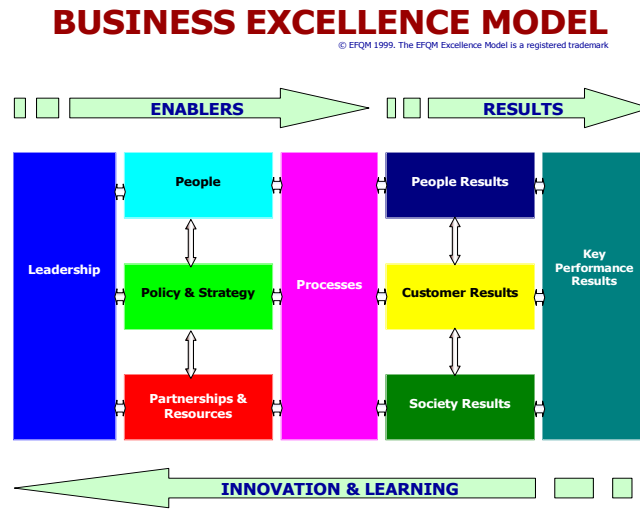 BUSINESS EXCELLENCE MODEL
© EFQM 1999. The EFQM Excellence Model is a registered trademark
ENABLERS
RESULTS
People
People Results
Leadership
Policy & Strategy
Processes
Customer Results
Key
Performance
Results
Partnerships &
Resources
Society Results
INNOVATION & LEARNING